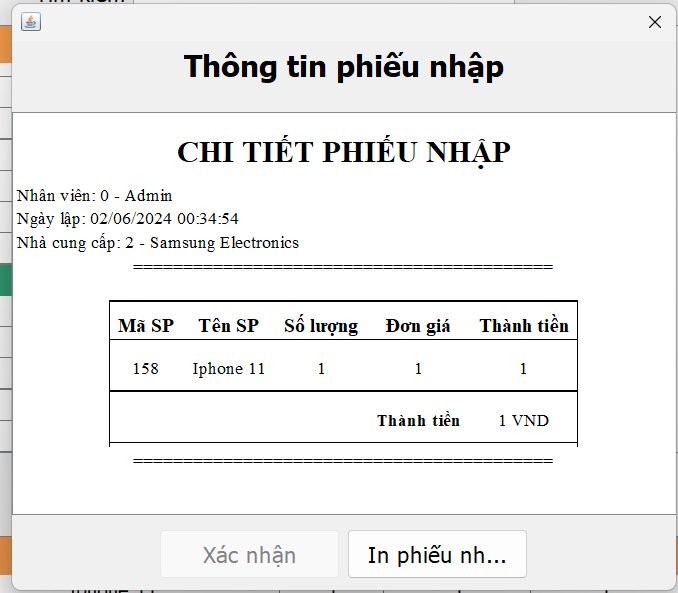 Thông tin phiếu nhập
CHI TIẾT PHIẾU NHẬP
Nhân viên: 0 - Admin
Ngày lập: 02/06/2024 00:34:54
Nhà cung cấp: 2 - Samsung Electronics
==========================================
Mã SP Tên SP Số lượng Đơn giá Thành tiền
158 Iphone 11 1 1 1
Thành tiền 1 VND
==========================================
Xác nhận In phiếu nh...